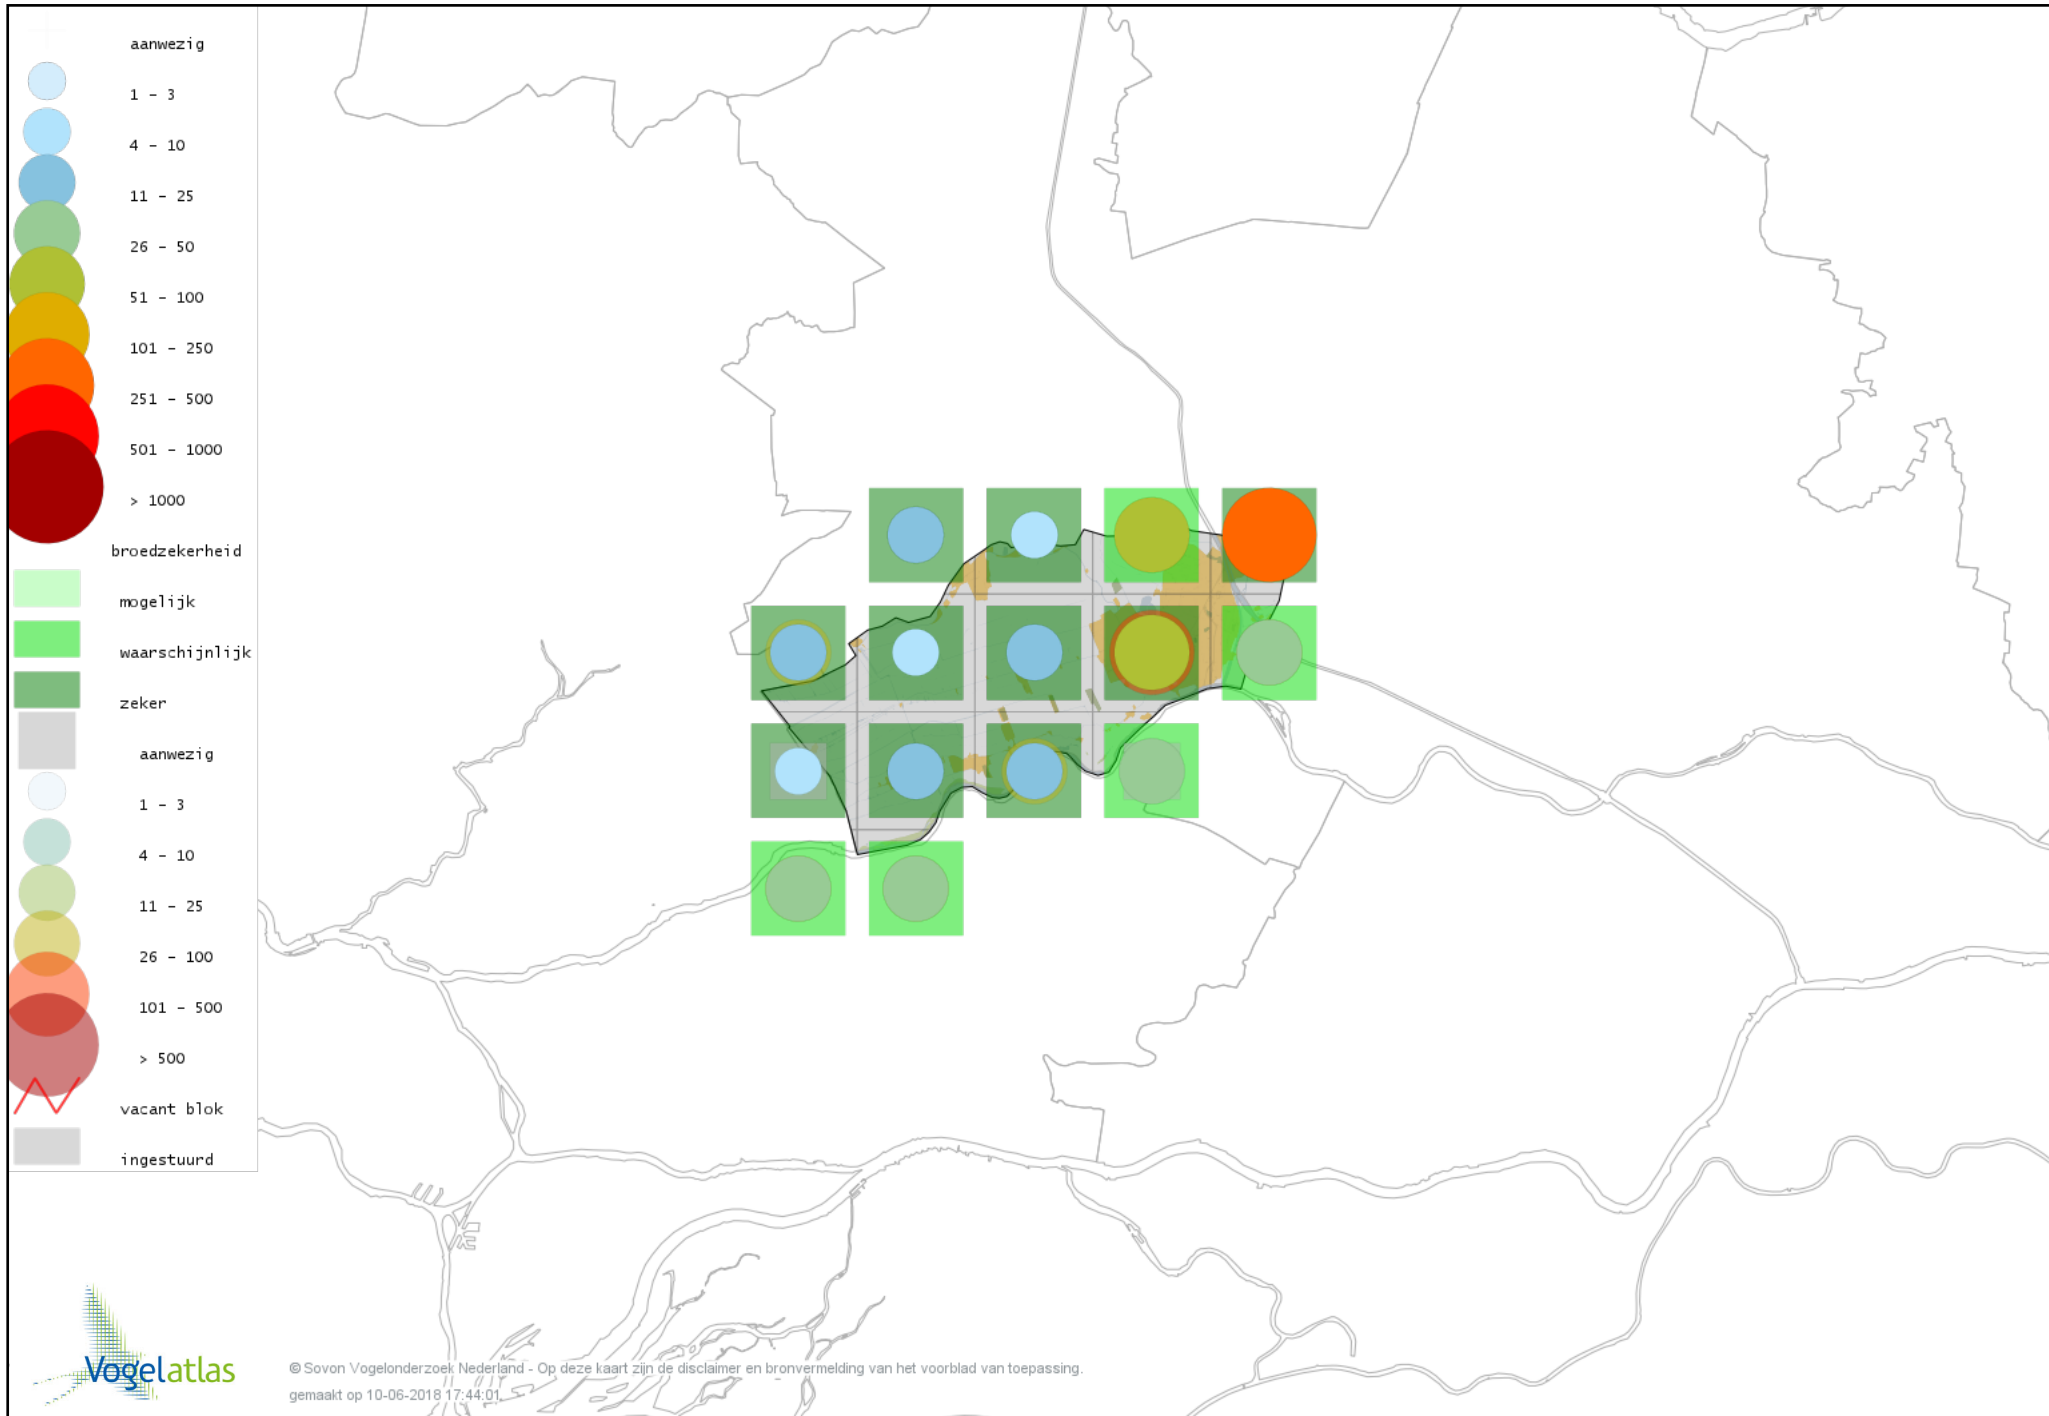 aanwezig
1 – 3
4 – 10
11 – 25
26 – 50
51 – 100
101 – 250
251 – 500
501 – 1000
> 1000
broedzekerheid
mogelijk
waarschijnlijk
zeker
aanwezig
1 – 3
4 – 10
11 – 25
26 – 100
101 – 500
> 500
vacant blok
ingestuurd
Vogelatlas
© Sovon Vogelonderzoek Nederland - Op deze kaart zijn de disclaimer en bronvermelding van het voorblad van toepassing.
gemaakt op 10-06-2018 17:44:01